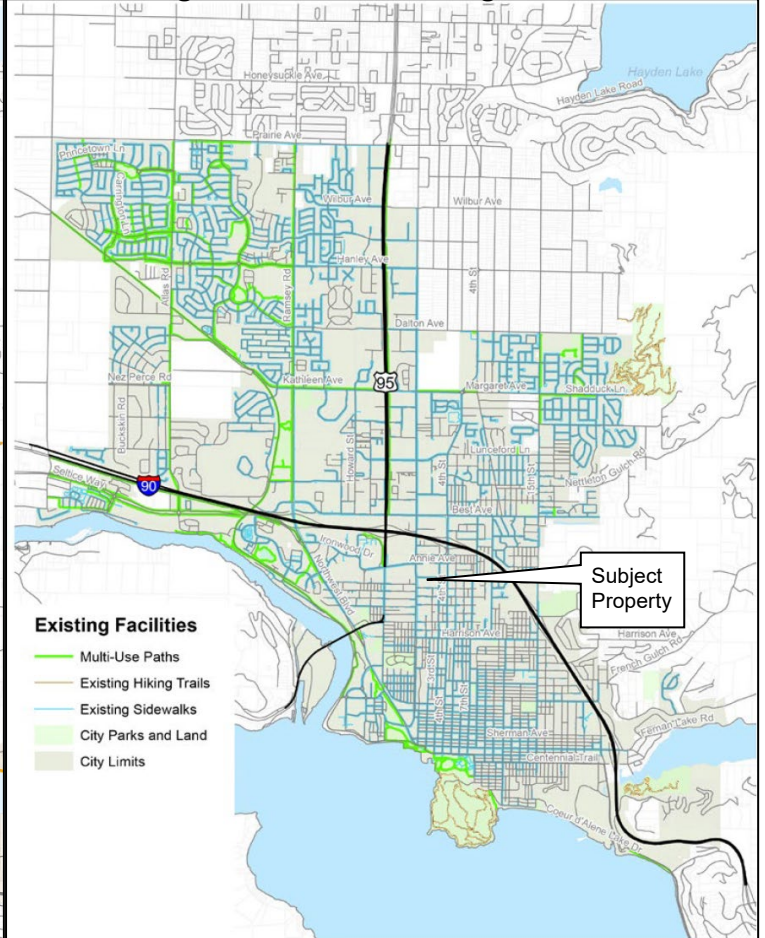 Honeysuckle Ave
Hayden Lake
Hayden Lake Road
Prairie Ave
Princetown Ln
Carrington Ln
Wilbur Ave
Wilbur Ave
Hanley Ave
Atlas Rd
Ramsey Rd
4th St
Dalton Ave
Nez Perce Rd
Kathleen Ave
95
Margaret Ave
Shadduck Ln
Buckskin Rd
Howard St
4th St
Lunceford Ln
15th St
Nettleton Gulch Rd
Seltice Way
90
Best Ave
Ironwood Dr
Annie Ave
Northwest Blvd
4th St
Subject
Property
Existing Facilities
Multi-Use Paths
Existing Hiking Trails
Existing Sidewalks
City Parks and Land
City Limits
Harrison Ave
Harrison Ave
French Gulch Rd
3rd St
4th St
7th St
Fernan Lake Rd
Sherman Ave
Centennial Trail
Coeur d'Alene Lake Dr